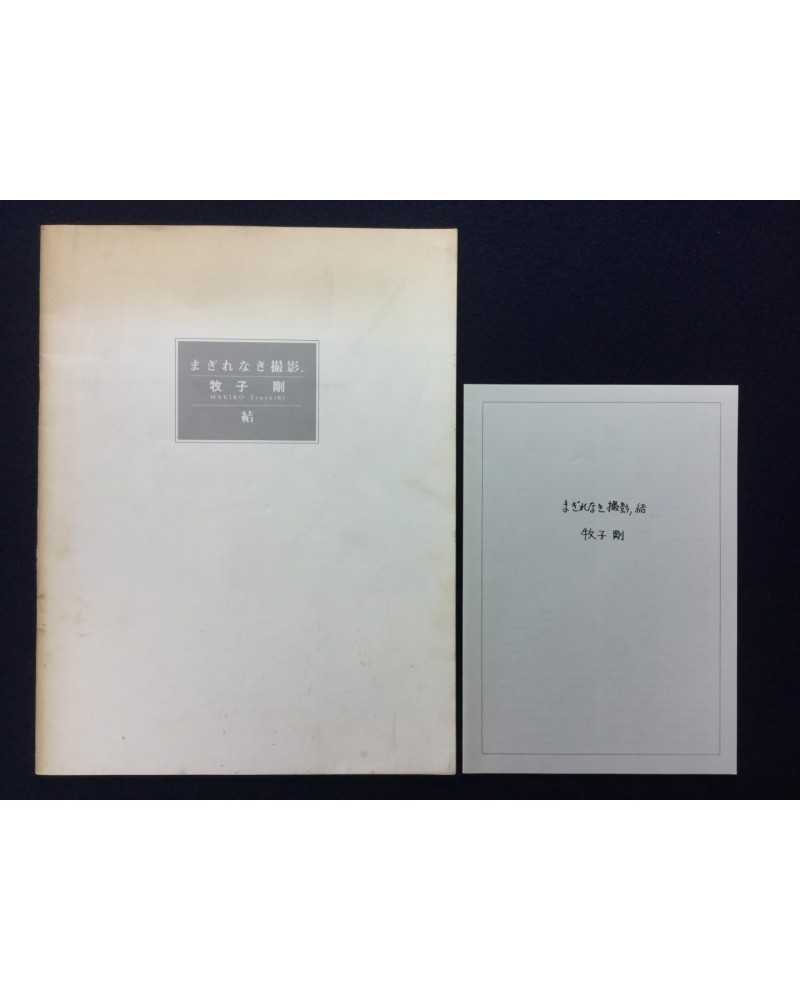 まぎれなき撮影、
牧子 剛
MAKIKO Tsuyoshi
結
まぎれなき撮影,結
牧子 剛